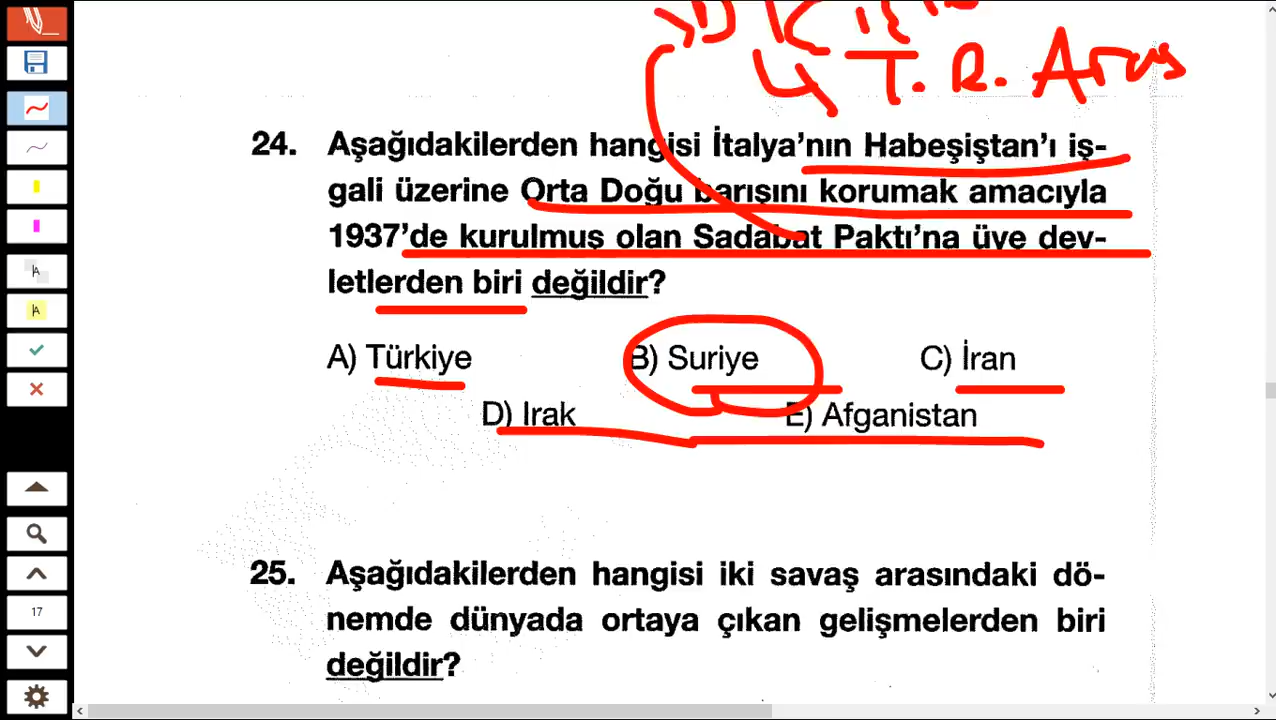 T. R. Aras
24. Aşağıdakilerden hangisi İtalya'nın Habeşiştan'ı iş-
gali üzerine Orta Doğu barışını korumak amacıyla
1937'de kurulmuş olan Sadabat Paktı'na üye dev-
letlerden biri değildir?
A) Türkiye B) Suriye C) İran
D) Irak E) Afganistan
25. Aşağıdakilerden hangisi iki savaş arasındaki dö-
nemde dünyada ortaya çıkan gelişmelerden biri
değildir?
17